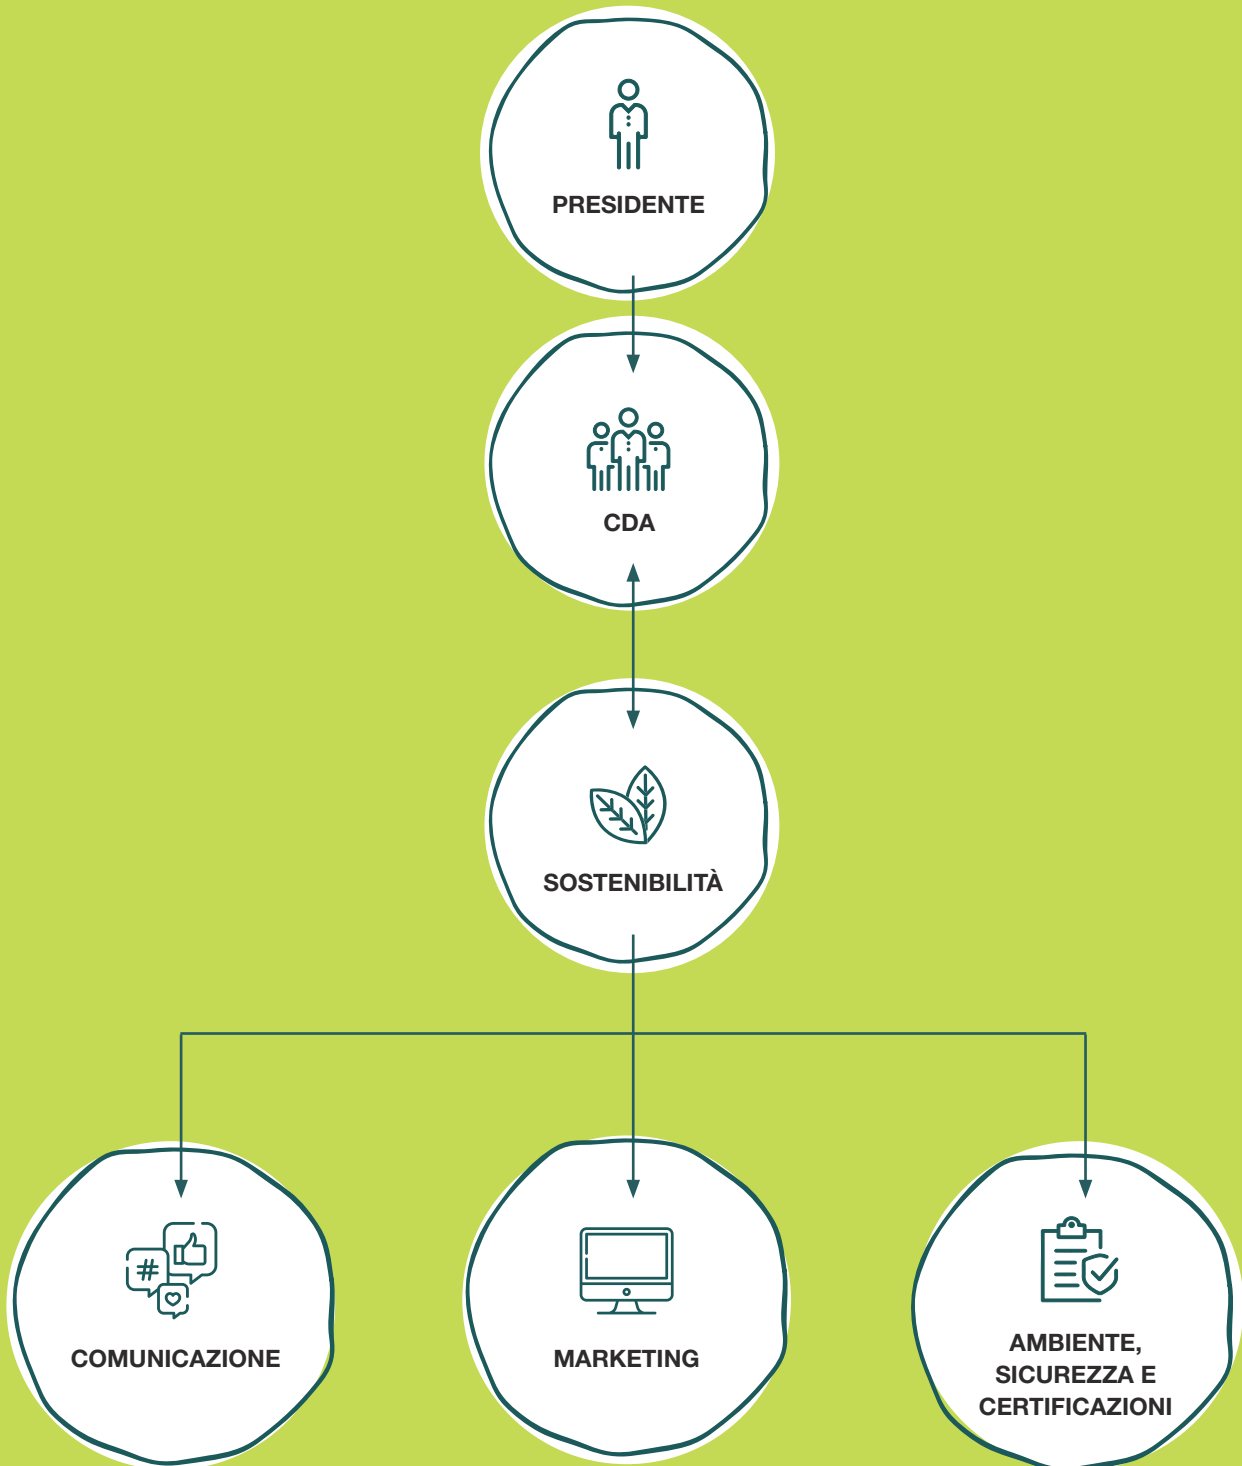 PRESIDENTE
CDA
SOSTENIBILITÀ
COMUNICAZIONE
MARKETING
AMBIENTE,
SICUREZZA E
CERTIFICAZIONI